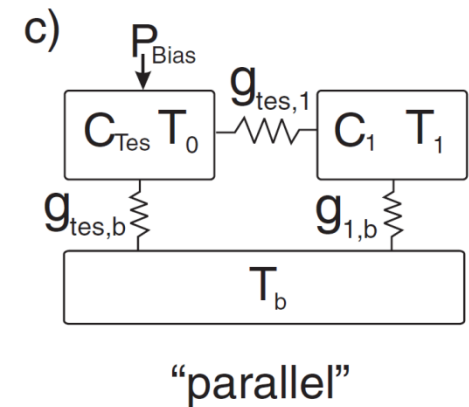 c)
P_Bias
g_tes,1
C_Tes T_0
C_1 T_1
g_tes,b
g_1,b
T_b
“parallel”